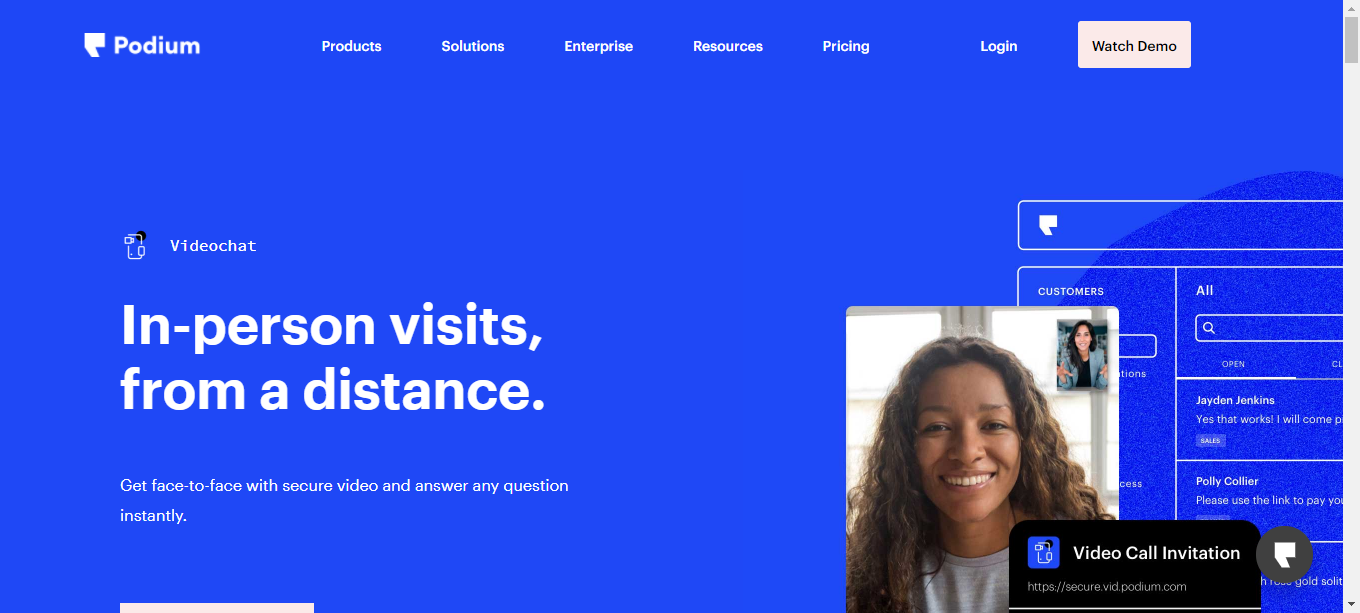 Podium
Products
Solutions
Enterprise
Resources
Pricing
Login
Watch Demo
Videochat
In-person visits,
from a distance.
Get face-to-face with secure video and answer any question
instantly.
CUSTOMERS
All
OPEN
Jayden Jenkins
Yes that works! I will come
SALES
Polly Collier
Please use the link to pay
gold
Video Call Invitation
https://secure.vid.podium.com